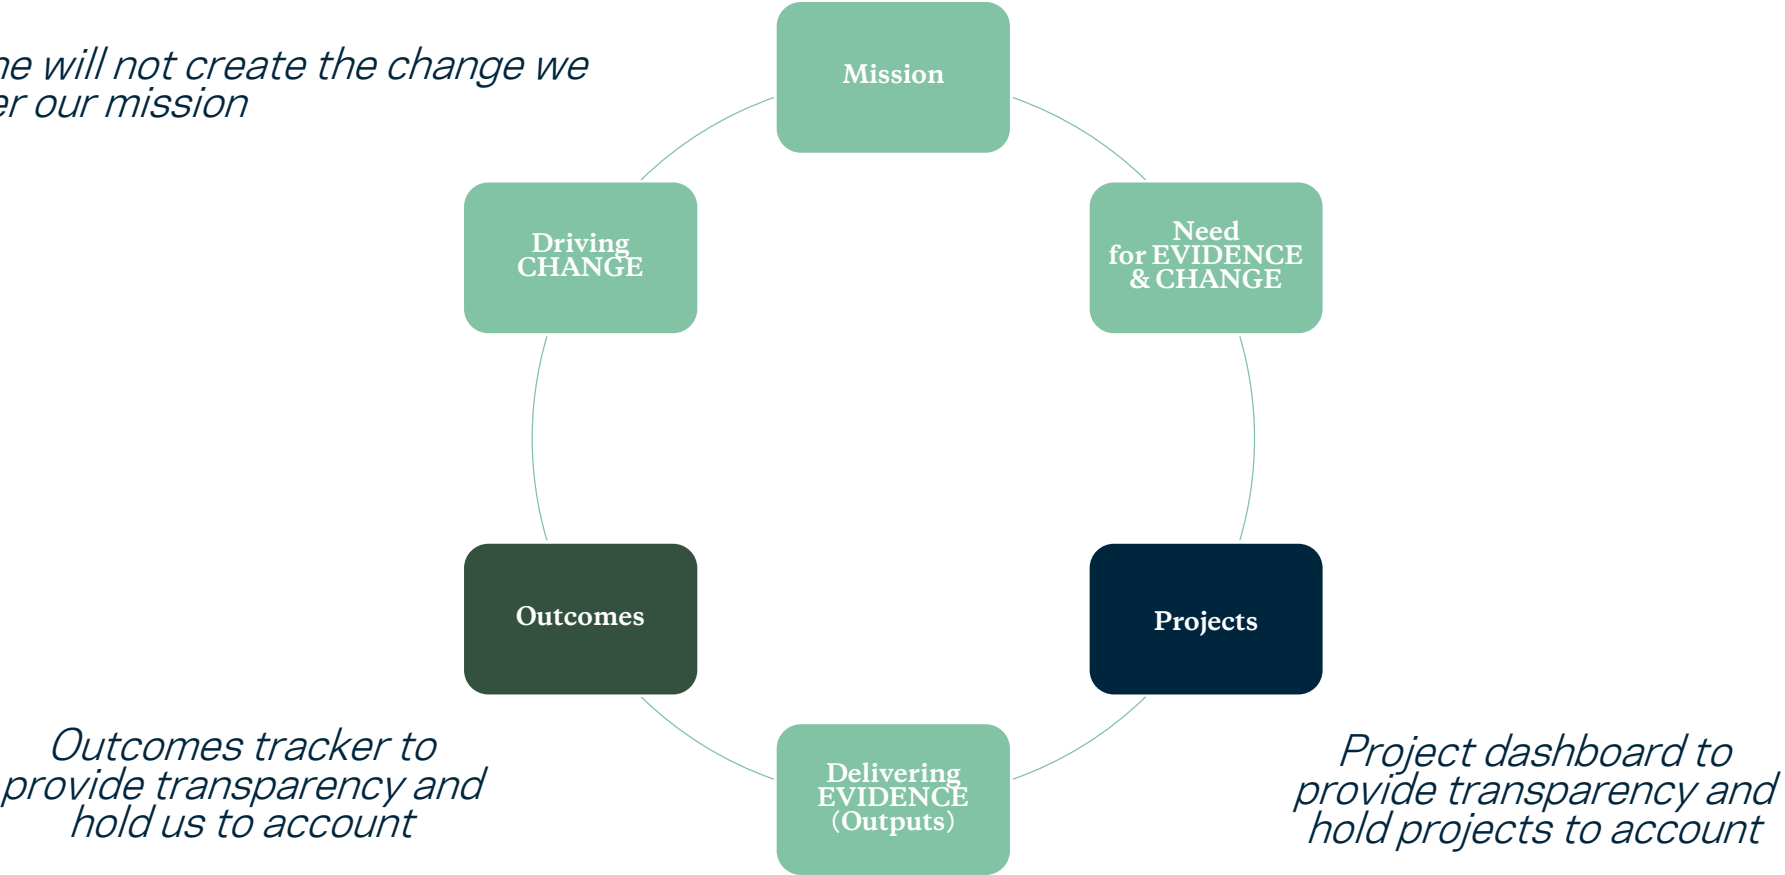 will not create the change we
our mission
Mission
Driving
CHANGE
Need
for EVIDENCE
& CHANGE
Outcomes
Projects
Delivering
EVIDENCE
(Outputs)
Outcomes tracker to
provide transparency and
hold us to account
Project dashboard to
provide transparency and
hold projects to account